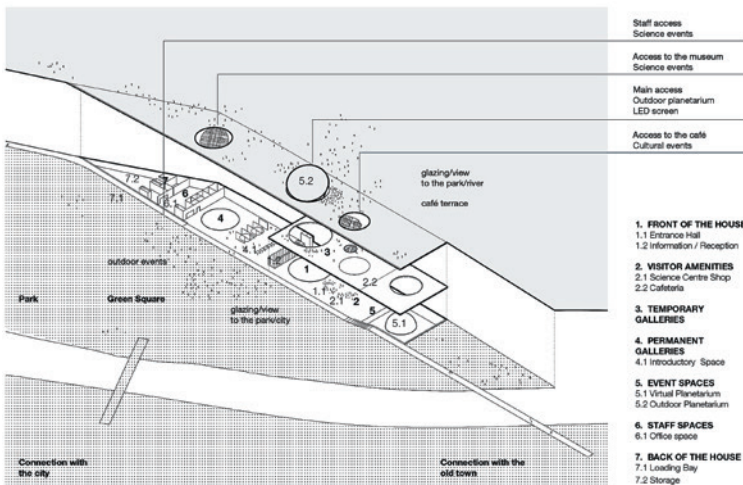 Staff access
Science events
Access to the museum
Science events
Main access
Outdoor planetarium
LED screen
Access to the café
Cultural events
5.2
glazing/view
to the park/river
café terrace
7.2
7
6
7.1
6.1
4
4.1
3
outdoor events
1
2.2
1.1
2.1
2
5
5.1
Park
Green Square
glazing/view
to the park/city
Connection with
the city
Connection with the
old town
1. FRONT OF THE HOUSE
1.1 Entrance Hall
1.2 Information / Reception
2. VISITOR AMENITIES
2.1 Science Centre Shop
2.2 Cafeteria
3. TEMPORARY
GALLERIES
4. PERMANENT
GALLERIES
4.1 Introductory Space
5. EVENT SPACES
5.1 Virtual Planetarium
5.2 Outdoor Planetarium
6. STAFF SPACES
6.1 Office space
7. BACK OF THE HOUSE
7.1 Loading Bay
7.2 Storage